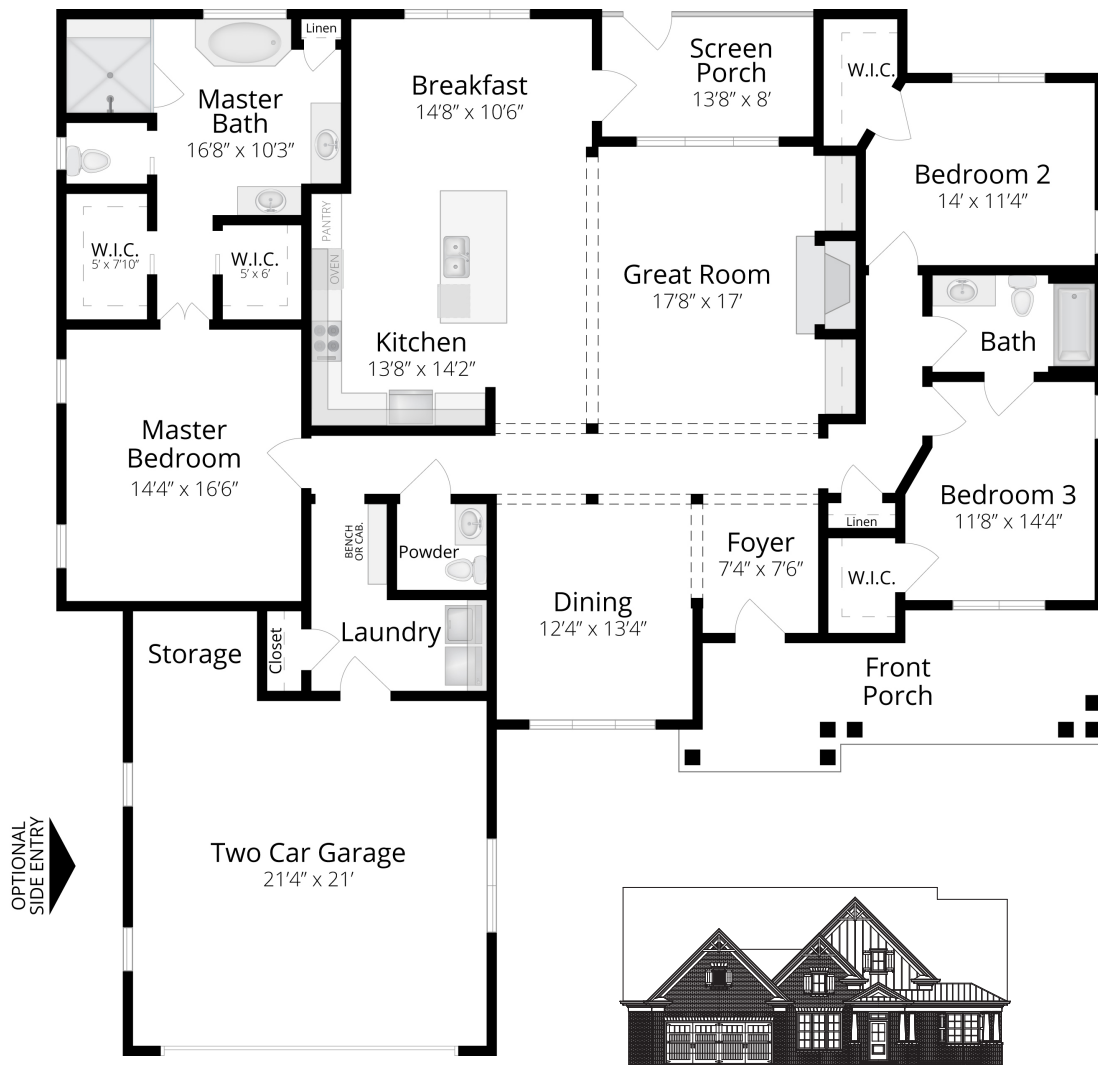 Linen
Master
Bath
16’8” x 10’3”
Breakfast
14’8” x 10’6”
Screen
Porch
13’8” x 8’
W.I.C.
Bedroom 2
14’ x 11’4”
W.I.C.
5’ x 7’10”
W.I.C.
5’ x 6’
PANTRY
OVEN
Kitchen
13’8” x 14’2”
Great Room
17’8” x 17’
Bath
Master
Bedroom
14’4” x 16’6”
Bedroom 3
11’8” x 14’4”
BENCH
OR CAB.
Powder
Foyer
7’4” x 7’6”
Linen
W.I.C.
Dining
12’4” x 13’4”
Storage
Closet
Laundry
Front
Porch
Two Car Garage
21’4” x 21’
OPTIONAL
SIDE ENTRY